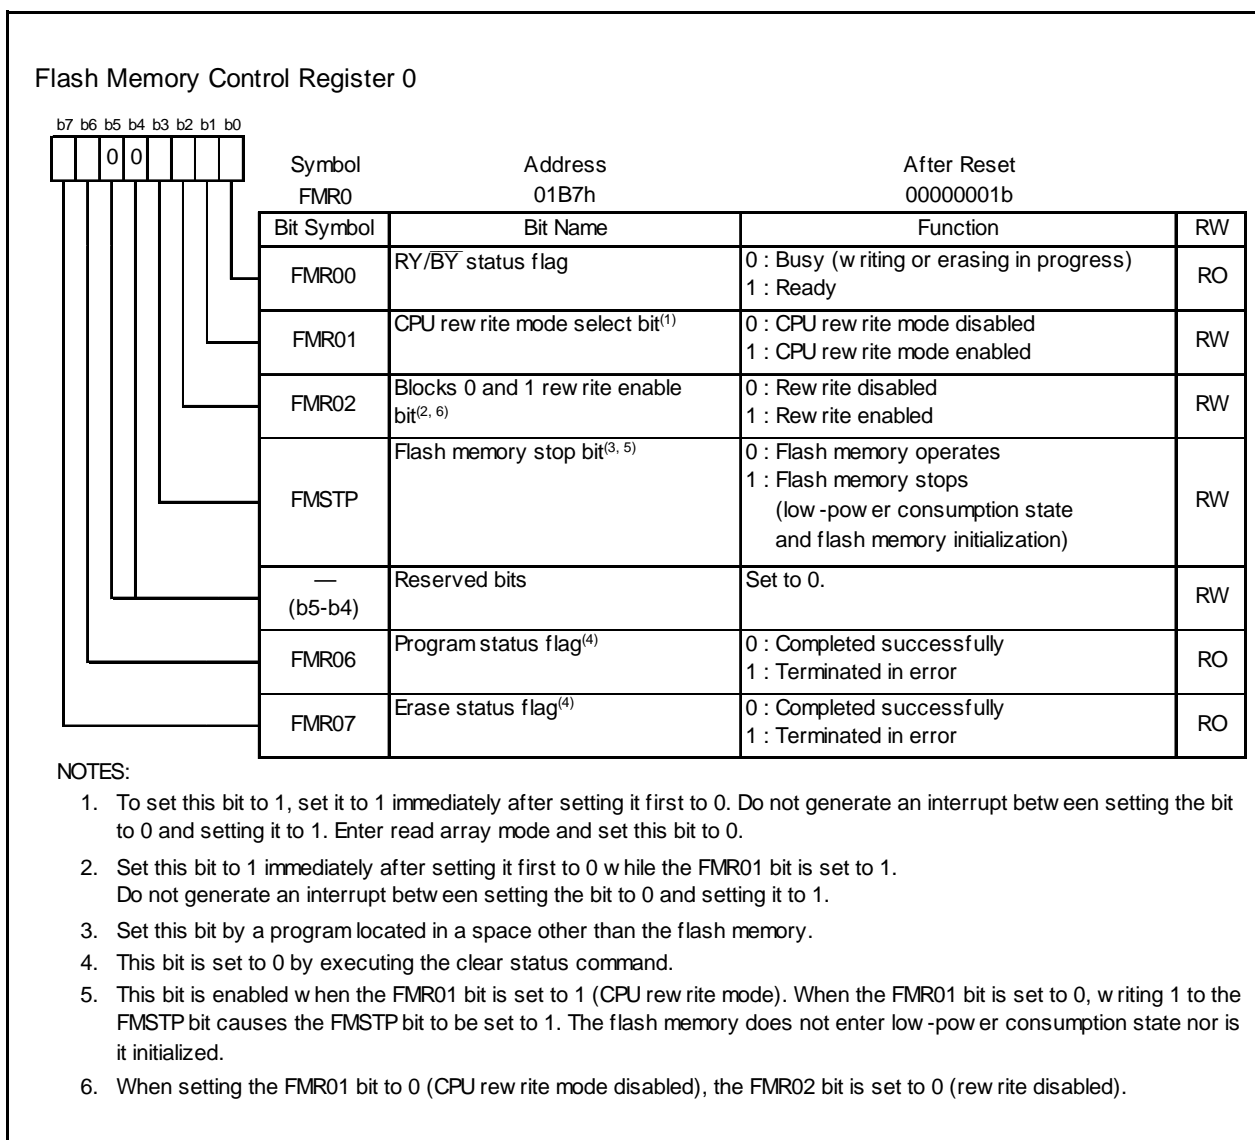 Flash Memory Control Register 0
b7 b6 b5 b4 b3 b2 b1 b0
0 0
Symbol Address After Reset
FMR0 01B7h 00000001b
Bit Symbol Bit Name Function RW
FMR00 RY/BY status flag 0 : Busy (writing or erasing in progress) RO
1 : Ready
FMR01 CPU rewrite mode select bit(1) 0 : CPU rewrite mode disabled RW
1 : CPU rewrite mode enabled
FMR02 Blocks 0 and 1 rewrite enable 0 : Rewrite disabled RW
bit(2, 6) 1 : Rewrite enabled
FMSTP Flash memory stop bit(3, 5) 0 : Flash memory operates RW
1 : Flash memory stops
(low-power consumption state
and flash memory initialization)
— Reserved bits Set to 0. RW
(b5-b4)
FMR06 Program status flag(4) 0 : Completed successfully RO
1 : Terminated in error
FMR07 Erase status flag(4) 0 : Completed successfully RO
1 : Terminated in error
NOTES:
1. To set this bit to 1, set it to 1 immediately after setting it first to 0. Do not generate an interrupt between setting the bit
to 0 and setting it to 1. Enter read array mode and set this bit to 0.
2. Set this bit to 1 immediately after setting it first to 0 while the FMR01 bit is set to 1.
Do not generate an interrupt between setting the bit to 0 and setting it to 1.
3. Set this bit by a program located in a space other than the flash memory.
4. This bit is set to 0 by executing the clear status command.
5. This bit is enabled when the FMR01 bit is set to 1 (CPU rewrite mode). When the FMR01 bit is set to 0, writing 1 to the
FMSTP bit causes the FMSTP bit to be set to 1. The flash memory does not enter low-power consumption state nor is
it initialized.
6. When setting the FMR01 bit to 0 (CPU rewrite mode disabled), the FMR02 bit is set to 0 (rewrite disabled).